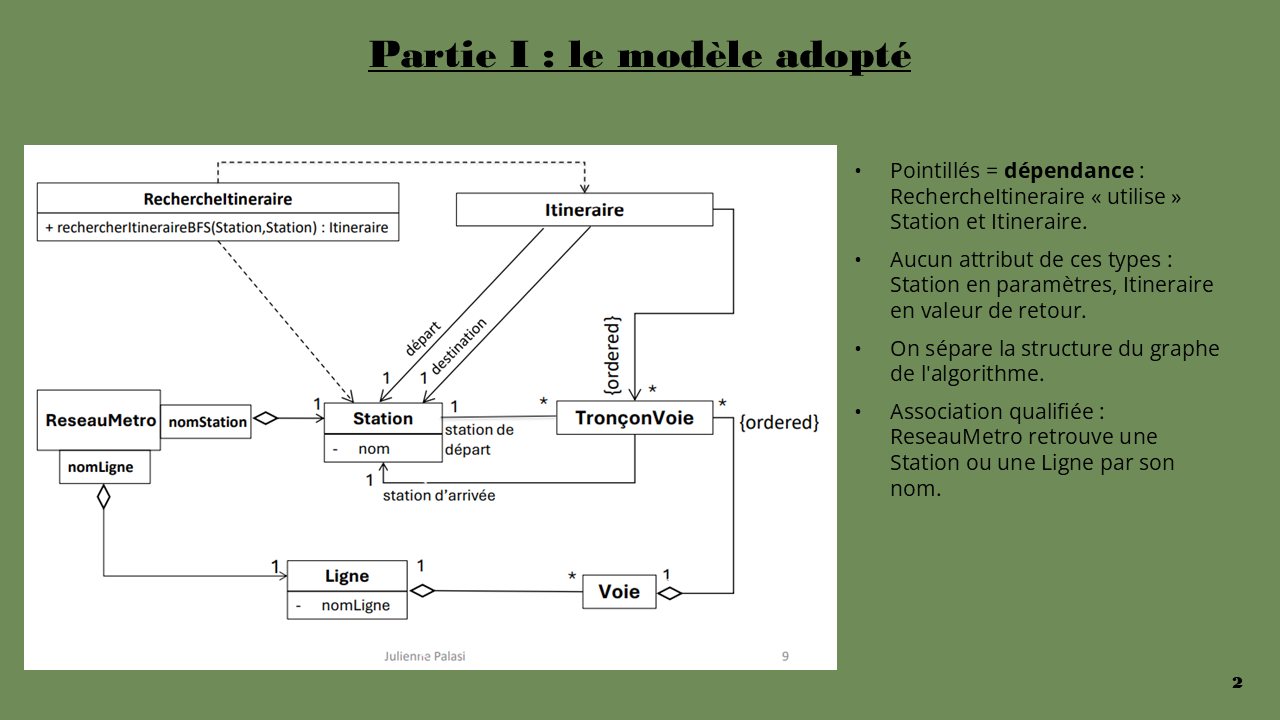 Partie I : le modèle adopté
RechercheItineraire
+ rechercherItineraireBFS(Station,Station) : Itineraire
Itineraire
départ
destination
1
1
{ordered}
*
ReseauMetro
nomStation
nomLigne
1
Station
- nom
1
station de
départ
*
TronçonVoie
*
{ordered}
1
station d’arrivée
1
Ligne
- nomLigne
1
*
Voie
1
Julienne Palasi
9
• Pointillés = dépendance :
RechercheItineraire « utilise »
Station et Itineraire.
• Aucun attribut de ces types :
Station en paramètres, Itineraire
en valeur de retour.
• On sépare la structure du graphe
de l'algorithme.
• Association qualifiée :
ReseauMetro retrouve une
Station ou une Ligne par son
nom.
2